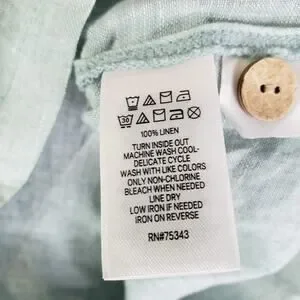 30
100% LINEN
TURN INSIDE OUT
MACHINE WASH COOL-
DELICATE CYCLE
WASH WITH LIKE COLORS
ONLY NON-CHLORINE
BLEACH WHEN NEEDED
LINE DRY
LOW IRON IF NEEDED
IRON ON REVERSE
RN#75343